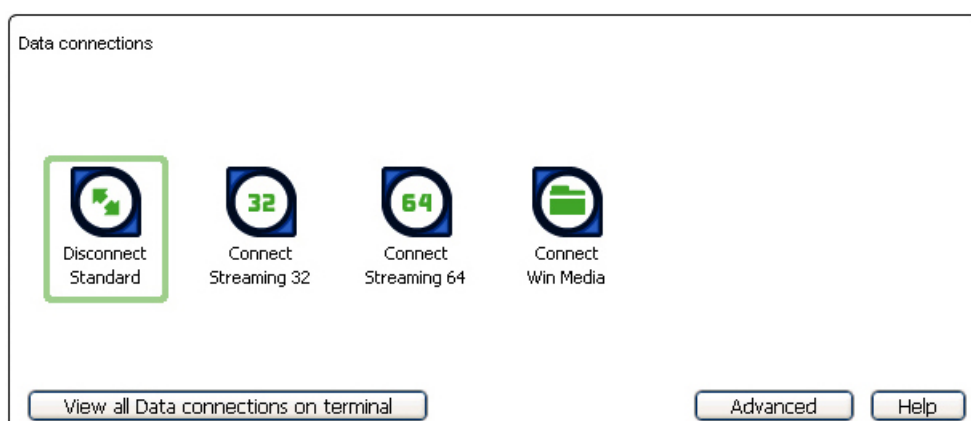 Data connections
32
64
Disconnect
Standard
Connect
Streaming 32
Connect
Streaming 64
Connect
Win Media
View all Data connections on terminal
Advanced
Help